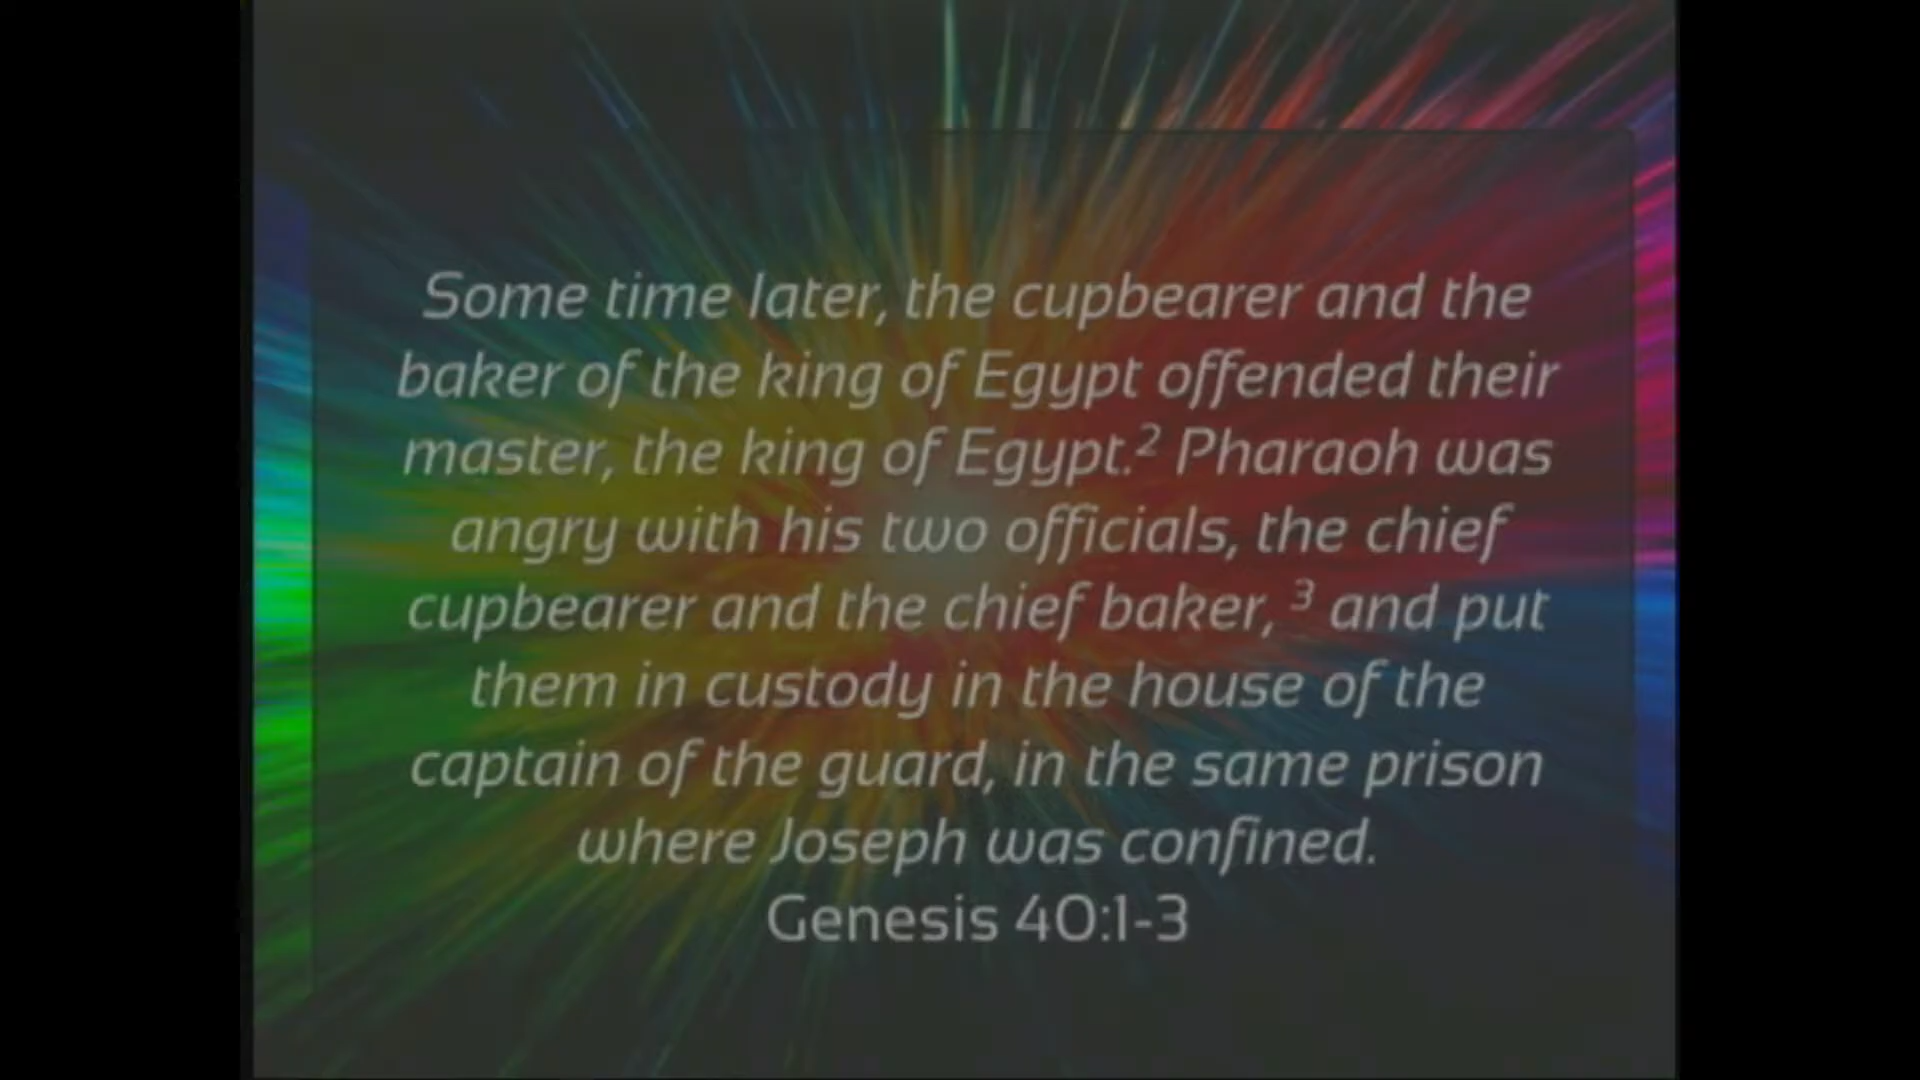 Some time later, the cupbearer and the
baker of the king of Egypt offended their
master, the king of Egypt.² Pharaoh was
angry with his two officials, the chief
cupbearer and the chief baker, ³ and put
them in custody in the house of the
captain of the guard, in the same prison
where Joseph was confined.
Genesis 40:1-3